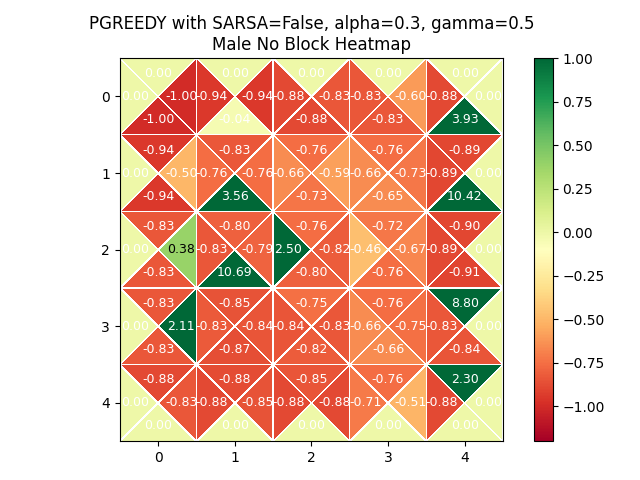 PGREEDY with SARSA=False, alpha=0.3, gamma=0.5
Male No Block Heatmap
0.00 0.00 0.00 0.00 0.00
0 0.00 -1.00 -0.94 -0.94 -0.88 -0.83 -0.83 -0.60 -0.88 0.00
-1.00 -0.04 -0.88 -0.83 3.93
-0.94 -0.83 -0.76 -0.76 -0.89
1 0.00 -0.50 -0.76 -0.76 -0.66 -0.59 -0.66 -0.73 -0.89 0.00
-0.94 3.56 -0.73 -0.65 10.42
-0.83 -0.80 -0.76 -0.72 -0.90
2 0.00 0.38 -0.83 -0.79 2.50 -0.82 -0.46 -0.67 -0.89 0.00
-0.83 10.69 -0.80 -0.76 -0.91
-0.83 -0.85 -0.75 -0.76 8.80
3 0.00 2.11 -0.83 -0.84 -0.84 -0.83 -0.66 -0.75 -0.83 0.00
-0.83 -0.87 -0.82 -0.66 -0.84
-0.88 -0.88 -0.85 -0.76 2.30
4 0.00 -0.83 -0.88 -0.85 -0.88 -0.88 -0.71 -0.51 -0.88 0.00
0.00 0.00 0.00 0.00 0.00
0 1 2 3 4
1.00
0.75
0.50
0.25
0.00
−0.25
−0.50
−0.75
−1.00